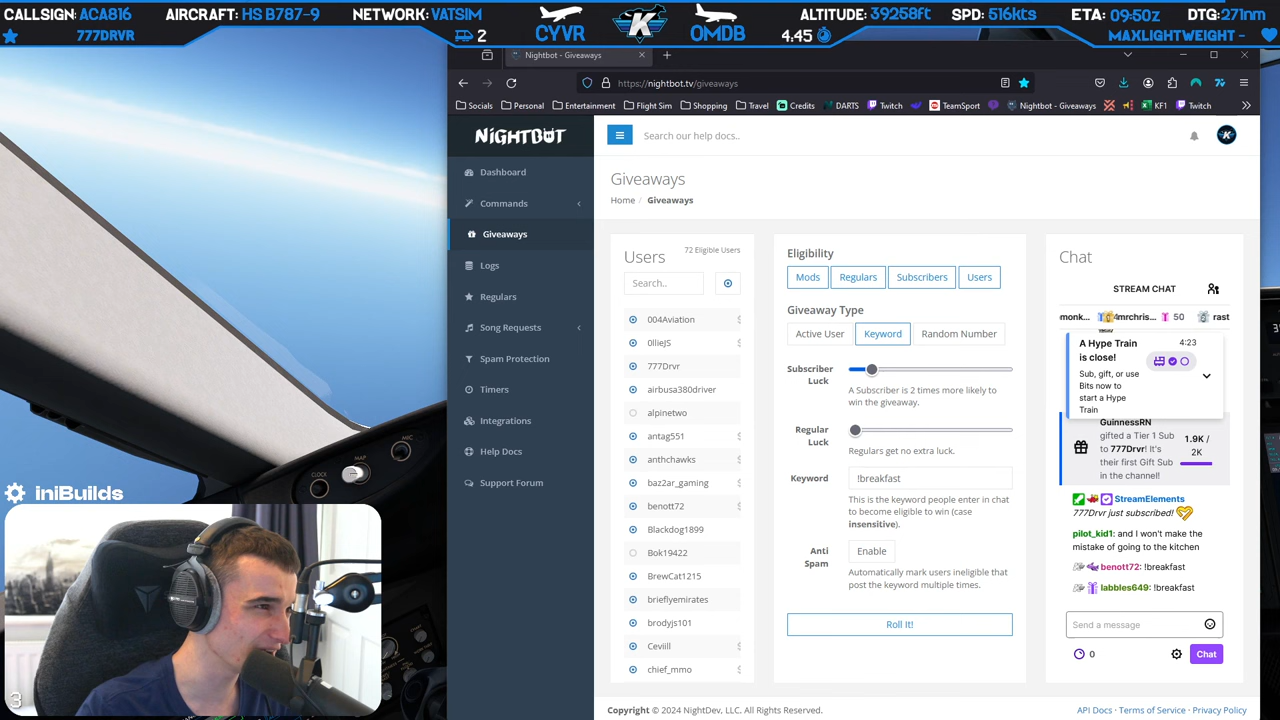 CALLSIGN: ACA816
AIRCRAFT: HS B787-9
NETWORK: VATSIM
777DRVR
2
CYVR
K
OMDB
4.45
ALTITUDE: 39258ft
SPD: 516kts
ETA: 09:50z
DTG: 271nm
MAXLIGHTWEIGHT -
Nightbot - Giveaways
https://nightbot.tv/giveaways
Socials
Personal
Entertainment
Flight Sim
Shopping
Travel
Credits
DARTS
Twitch
TeamSport
Nightbot - Giveaways
KF1
Twitch
NiGHTBOT
Search our help docs..
Dashboard
Commands
Giveaways
Logs
Regulars
Song Requests
Spam Protection
Timers
Integrations
Help Docs
Support Forum
Giveaways
Home / Giveaways
Users
72 Eligible Users
Search..
004Aviation
0llieJS
777Drvr
airbusa380driver
alpinetwo
antag551
anthchawks
baz2ar_gaming
benott72
Blackdog1899
Bok19422
BrewCat1215
brieflyemirates
brodyjs101
Ceviill
chief_mmo
Eligibility
Mods
Regulars
Subscribers
Users
Giveaway Type
Active User
Keyword
Random Number
Subscriber Luck
A Subscriber is 2 times more likely to
win the giveaway.
Regular Luck
Regulars get no extra luck.
Keyword
!breakfast
This is the keyword people enter in chat
to become eligible to win (case
insensitive).
Anti Spam
Enable
Automatically mark users ineligible that
post the keyword multiple times.
Roll It!
Chat
STREAM CHAT
monk...
4mrchris...
50
rast
A Hype Train
is close!
4:23
Sub, gift, or use
Bits now to
start a Hype
Train
GuinnessRN
gifted a Tier 1 Sub
to 777Drvr! It's
their first Gift Sub
in the channel!
1.9K /
2K
StreamElements
777Drvr just subscribed!
pilot_kid1: and I won't make the
mistake of going to the kitchen
benott72: !breakfast
labbles649: !breakfast
Send a message
0
Chat
Copyright © 2024 NightDev, LLC, All Rights Reserved.
API Docs · Terms of Service · Privacy Policy
CLOCK
MAP
MIC
iniBuilds
3